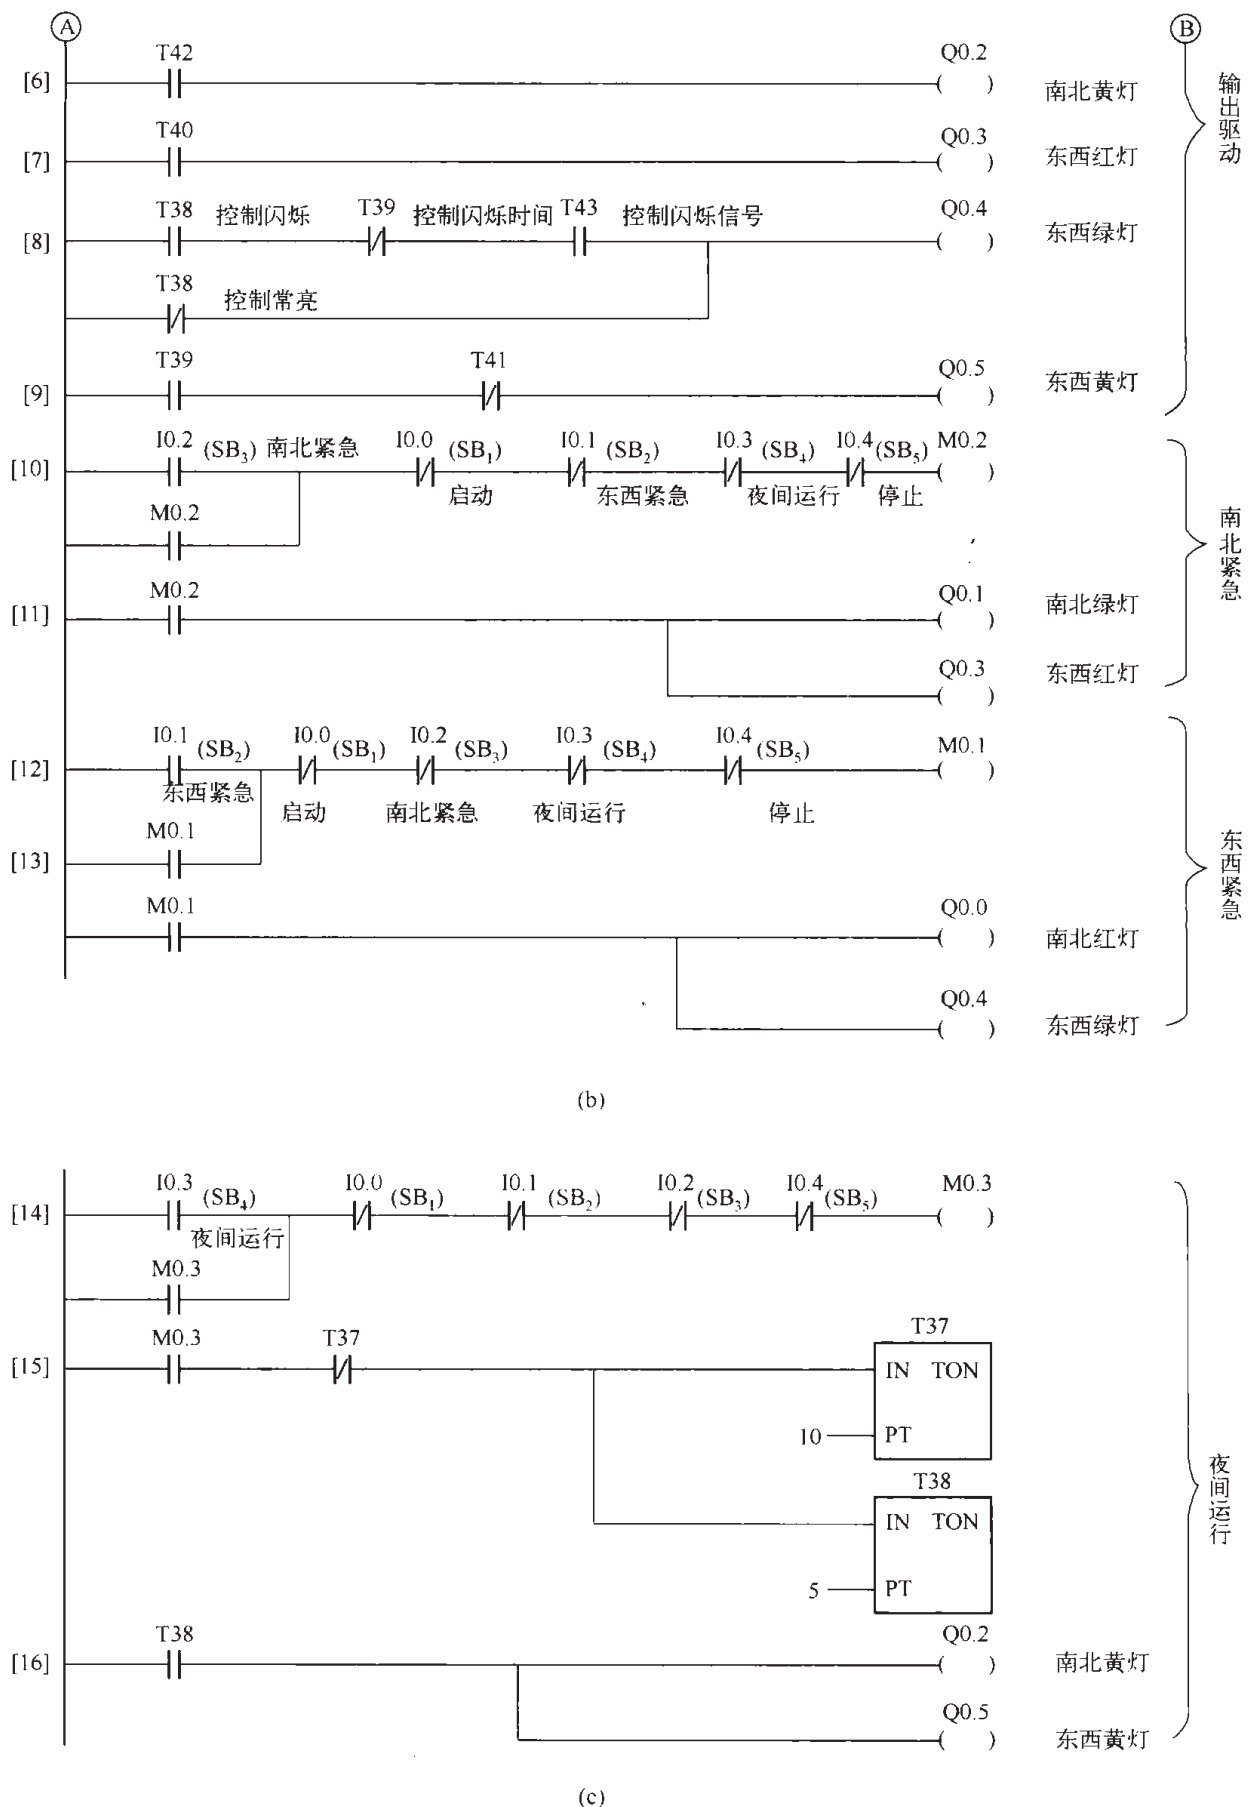 A B
T42 Q0.2
[6] ( ) 南北黄灯
T40 Q0.3
[7] ( ) 东西红灯
T38 控制闪烁 T39 控制闪烁时间 T43 控制闪烁信号 Q0.4
[8] ( ) 东西绿灯
T38 控制常亮
T39 T41 Q0.5
[9] ( ) 东西黄灯
输出驱动
I0.2 (SB₃) 南北紧急 I0.0 (SB₁) I0.1 (SB₂) I0.3 (SB₄) I0.4 (SB₅) M0.2
[10] ( )
启动 东西紧急 夜间运行 停止
M0.2
M0.2 Q0.1
[11] ( ) 南北绿灯
Q0.3
( ) 东西红灯
南北紧急
I0.1 (SB₂) I0.0 (SB₁) I0.2 (SB₃) I0.3 (SB₄) I0.4 (SB₅) M0.1
[12] ( )
东西紧急 启动 南北紧急 夜间运行 停止
M0.1
[13]
M0.1 Q0.0
( ) 南北红灯
Q0.4
( ) 东西绿灯
东西紧急
(b)
I0.3 (SB₄) I0.0 (SB₁) I0.1 (SB₂) I0.2 (SB₃) I0.4 (SB₅) M0.3
[14] ( )
夜间运行
M0.3
M0.3 T37 T37
[15] IN TON
10 PT
T38
IN TON
5 PT
T38 Q0.2
[16] ( ) 南北黄灯
Q0.5
( ) 东西黄灯
夜间运行
(c)